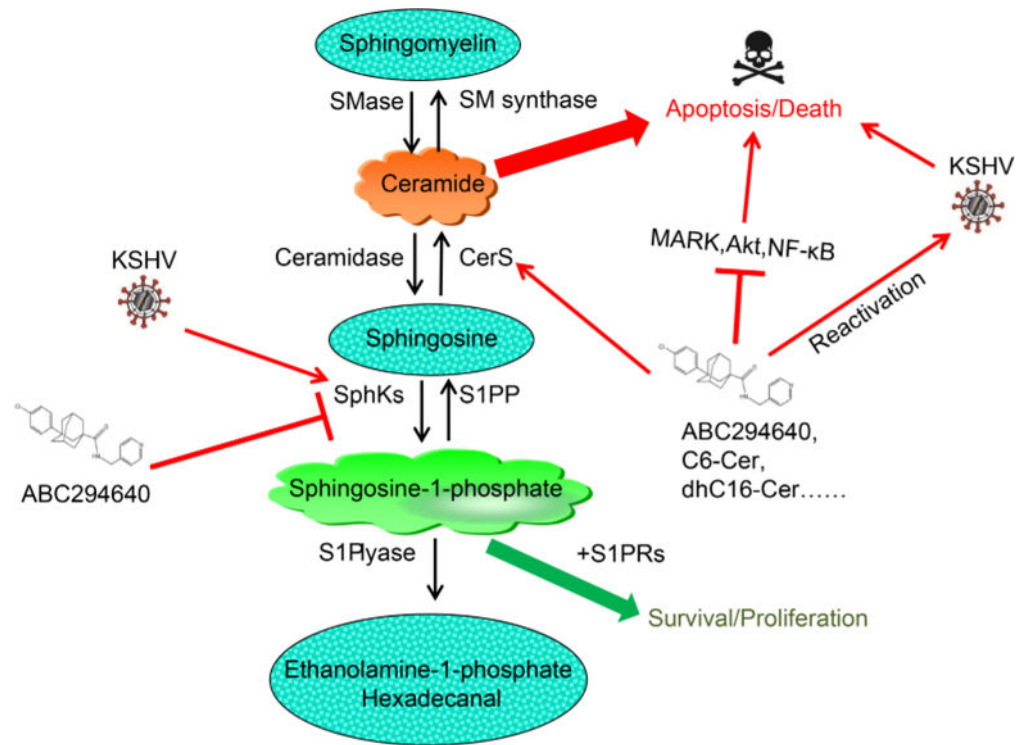 Sphingomyelin
SMase
SM synthase
Apoptosis/Death
Ceramide
KSHV
MARK,Akt,NF-κB
Ceramidase
CerS
KSHV
Reactivation
Sphingosine
SphKs
S1PP
ABC294640
ABC294640,
C6-Cer,
dhC16-Cer......
Sphingosine-1-phosphate
S1Plyase
+S1PRs
Survival/Proliferation
Ethanolamine-1-phosphate
Hexadecanal